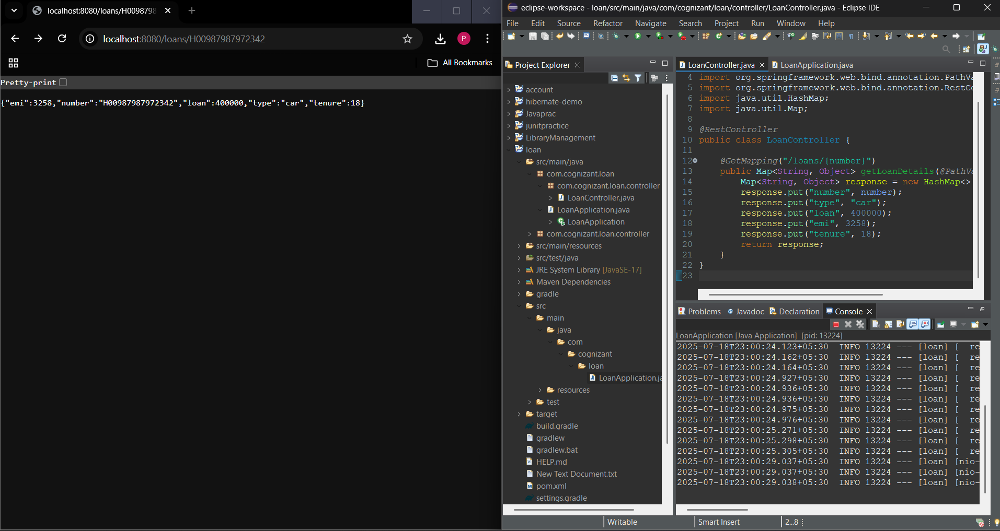 localhost:8080/loans/H0098798
localhost:8080/loans/H00987987972342
P
All Bookmarks
Pretty-print
{"emi":3258,"number":"H00987987972342","loan":400000,"type":"car","tenure":18}
eclipse-workspace - loan/src/main/java/com/cognizant/loan/controller/LoanController.java - Eclipse IDE
File Edit Source Refactor Navigate Search Project Run Window Help
Project Explorer
account
hibernate-demo
Javaprac
junitpractice
LibraryManagement
loan
src/main/java
com.cognizant.loan
com.cognizant.loan.controller
LoanController.java
LoanApplication.java
LoanApplication
com.cognizant.loan.controller
src/main/resources
src/test/java
JRE System Library [JavaSE-17]
Maven Dependencies
gradle
src
main
java
com
cognizant
loan
LoanApplication.ja
resources
test
target
build.gradle
gradlew
gradlew.bat
HELP.md
New Text Document.txt
pom.xml
settings.gradle
LoanController.java LoanApplication.java
4 import org.springframework.web.bind.annotation.PathVa
5 import org.springframework.web.bind.annotation.RestCo
6 import java.util.HashMap;
7 import java.util.Map;
8
9 @RestController
10 public class LoanController {
11
12 @GetMapping("/loans/{number}")
13 public Map<String, Object> getLoanDetails(@PathVa
14 Map<String, Object> response = new HashMap<>
15 response.put("number", number);
16 response.put("type", "car");
17 response.put("loan", 400000);
18 response.put("emi", 3258);
19 response.put("tenure", 18);
20 return response;
21 }
22 }
23
Problems Javadoc Declaration Console
LoanApplication [Java Application] [pid: 13224]
2025-07-18T23:00:24.123+05:30 INFO 13224 --- [loan] [ re
2025-07-18T23:00:24.162+05:30 INFO 13224 --- [loan] [ re
2025-07-18T23:00:24.164+05:30 INFO 13224 --- [loan] [ re
2025-07-18T23:00:24.927+05:30 INFO 13224 --- [loan] [ re
2025-07-18T23:00:24.936+05:30 INFO 13224 --- [loan] [ re
2025-07-18T23:00:24.936+05:30 INFO 13224 --- [loan] [ re
2025-07-18T23:00:24.975+05:30 INFO 13224 --- [loan] [ re
2025-07-18T23:00:24.976+05:30 INFO 13224 --- [loan] [ re
2025-07-18T23:00:25.271+05:30 INFO 13224 --- [loan] [ re
2025-07-18T23:00:25.298+05:30 INFO 13224 --- [loan] [ re
2025-07-18T23:00:25.305+05:30 INFO 13224 --- [loan] [ re
2025-07-18T23:00:29.037+05:30 INFO 13224 --- [loan] [nio-
2025-07-18T23:00:29.037+05:30 INFO 13224 --- [loan] [nio-
2025-07-18T23:00:29.038+05:30 INFO 13224 --- [loan] [nio-
Writable Smart Insert 2...8